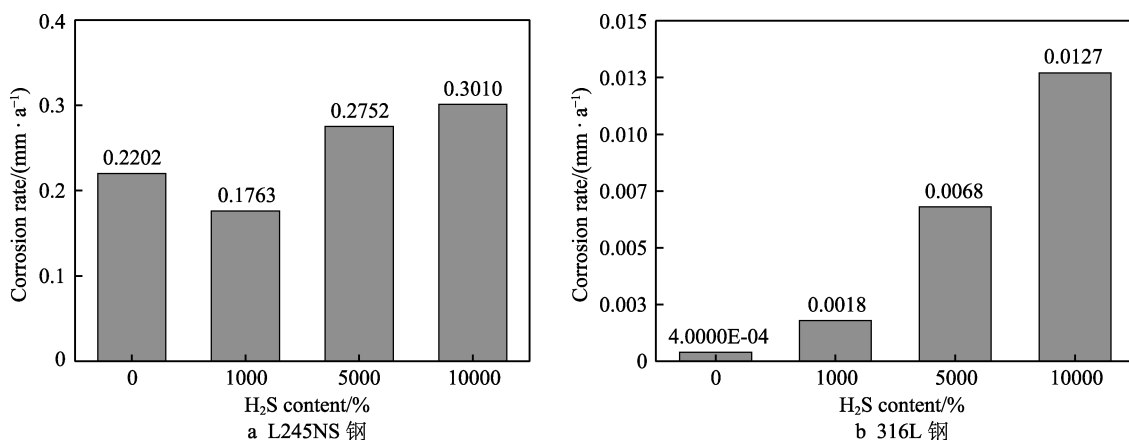 0.4
0.3
0.2
0.1
0
Corrosion rate/(mm · a⁻¹)
0.2202
0.1763
0.2752
0.3010
0 1000 5000 10000
H₂S content/%
a L245NS 钢
0.015
0.013
0.010
0.007
0.005
0.003
0
Corrosion rate/(mm · a⁻¹)
4.0000E-04
0.0018
0.0068
0.0127
0 1000 5000 10000
H₂S content/%
b 316L 钢